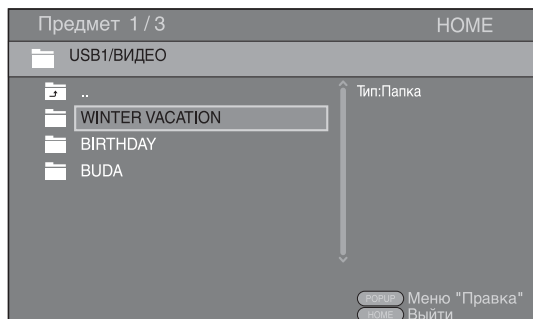 Предмет 1/3 HOME
USB1/ВИДЕО
..
Тип:Папка
WINTER VACATION
BIRTHDAY
BUDA
POPUP Меню "Правка"
HOME Выйти